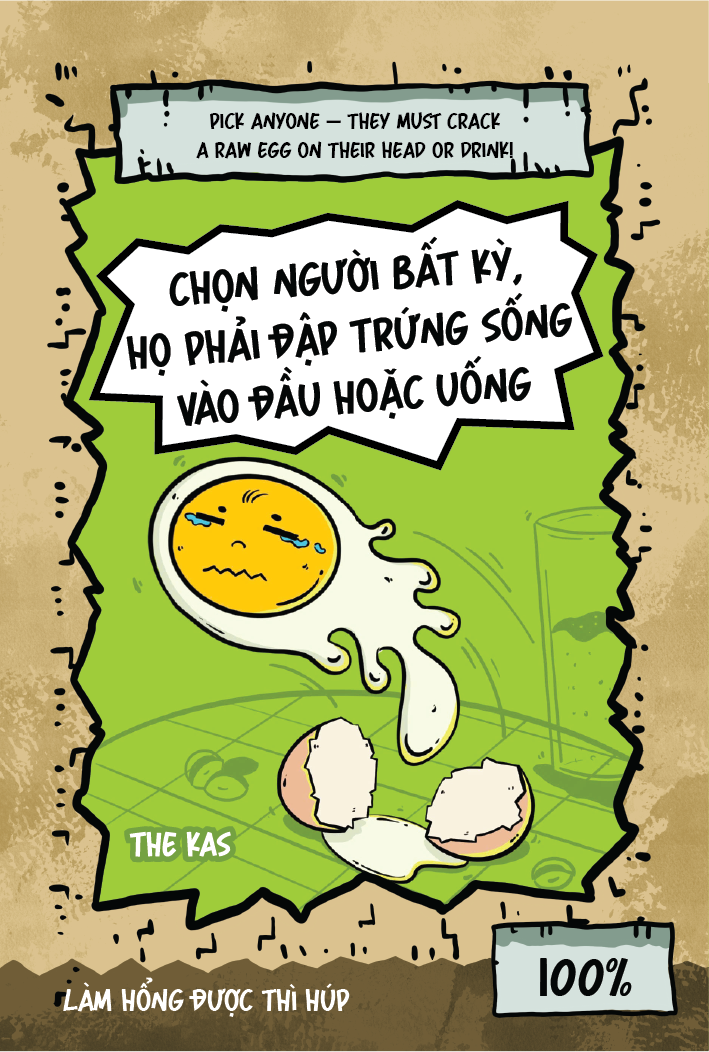 PICK ANYONE – THEY MUST CRACK
A RAW EGG ON THEIR HEAD OR DRINK!
CHỌN NGƯỜI BẤT KỲ,
HỌ PHẢI ĐẬP TRỨNG SỐNG
VÀO ĐẦU HOẶC UỐNG
THE KAS
100%
LÀM HỔNG ĐƯỢC THÌ HÚP